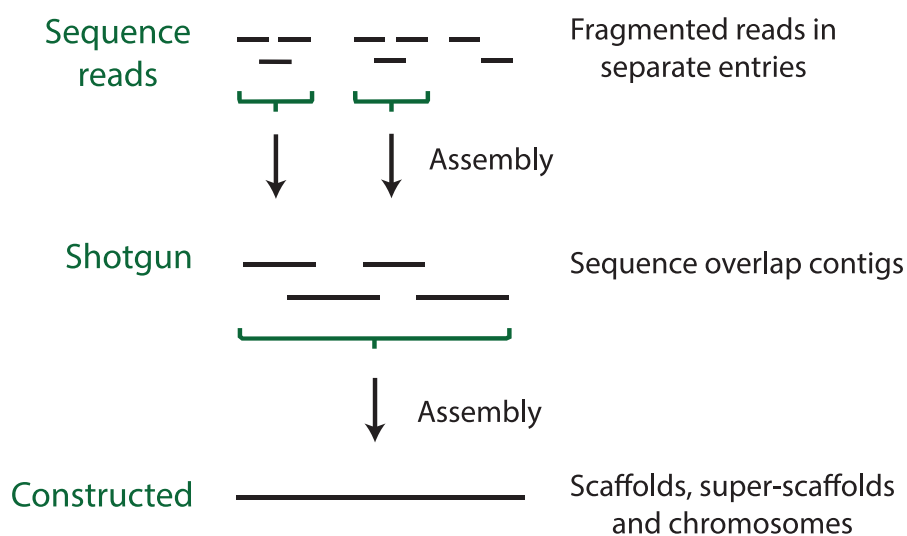 Sequence
reads
Fragmented reads in
separate entries
Assembly
Shotgun
Sequence overlap contigs
Assembly
Constructed
Scaffolds, super-scaffolds
and chromosomes